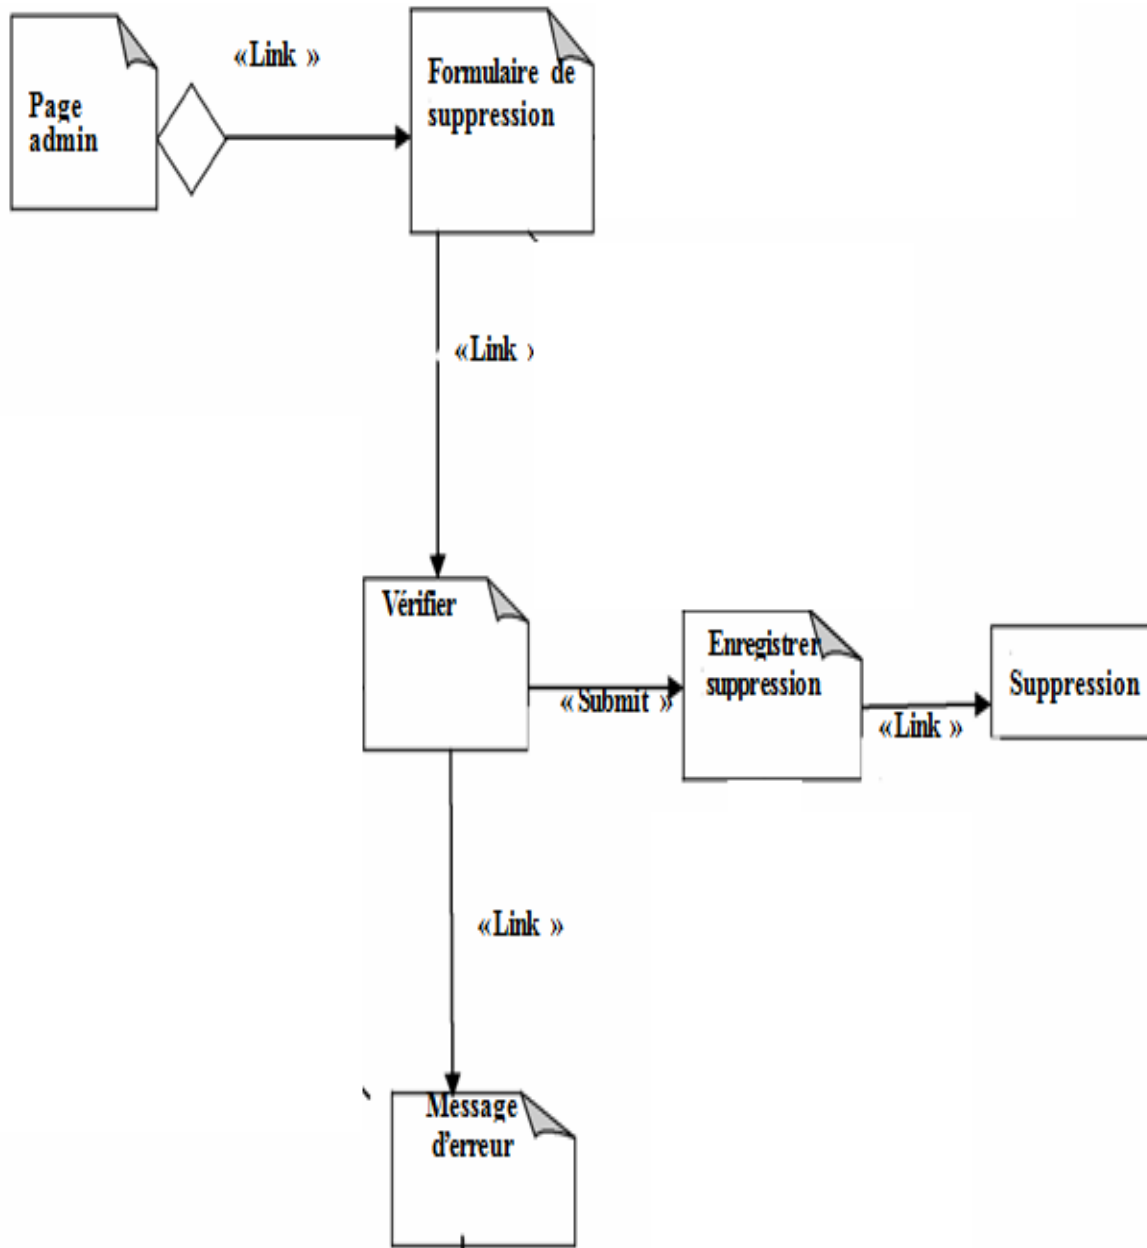 «Link »
Formulaire de
suppression
Page
admin
«Link ›
Vérifier
Enregistrer
suppression
Suppression
«Submit »
«Link »
«Link »
Message
d'erreur